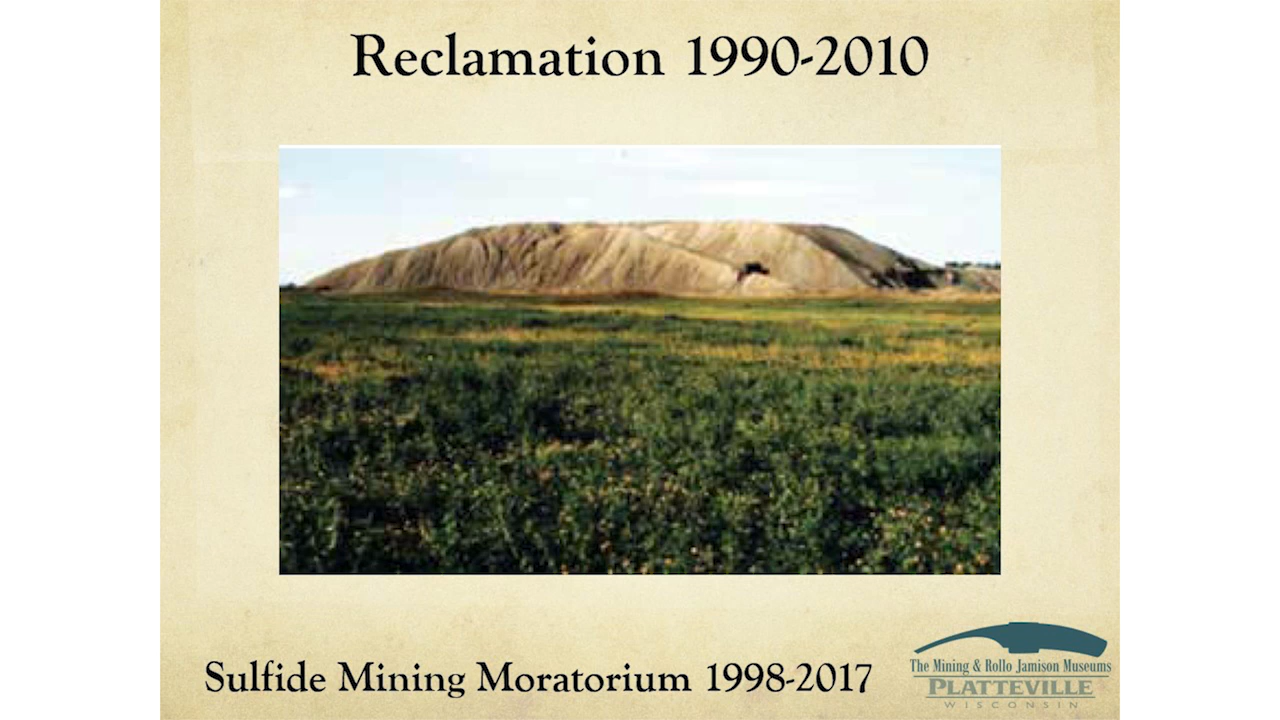 Reclamation 1990-2010
Sulfide Mining Moratorium 1998-2017
The Mining & Rollo Jamison Museums
PLATTEVILLE
WISCONSIN